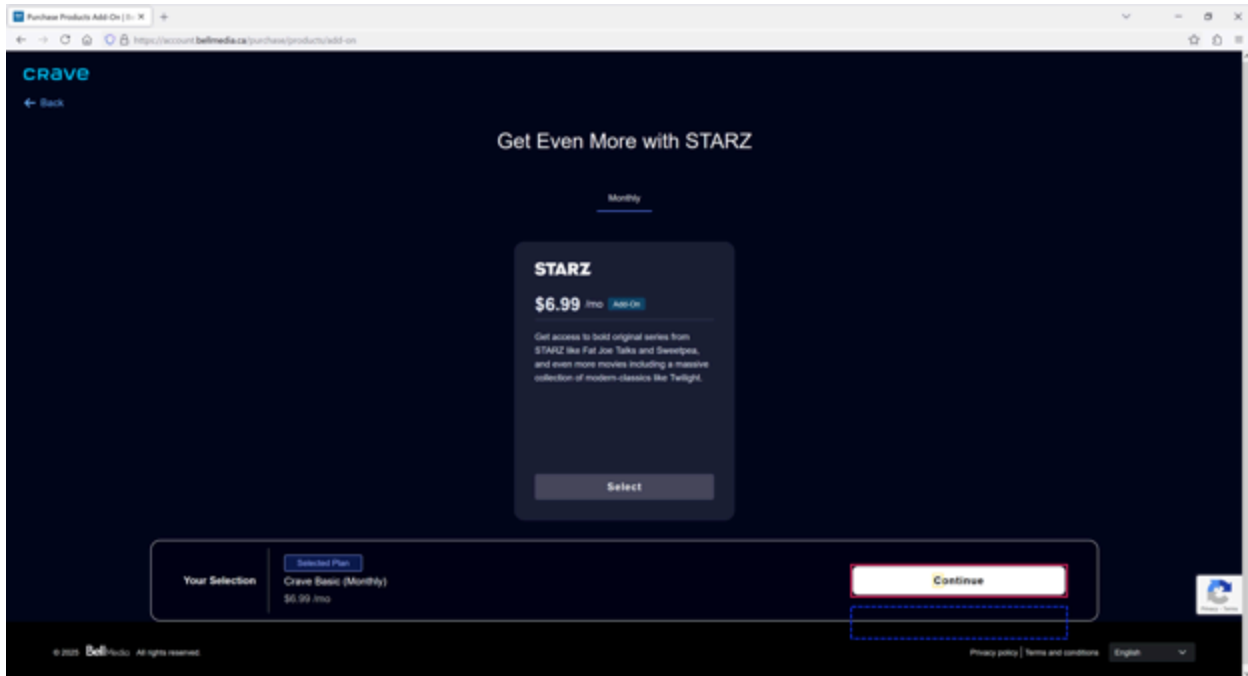 Purchase Products Add-On | Be
https://account.bellmedia.ca/purchase/products/add-on
crave
← Back
Get Even More with STARZ
Monthly
STARZ
$6.99 /mo Add-On
Get access to bold original series from
STARZ like Fat Joe Talks and Sweetpea,
and even more movies including a massive
collection of modern-classics like Twilight.
Select
Your Selection
Selected Plan
Crave Basic (Monthly)
$6.99 /mo
Continue
Privacy - Terms
© 2025 Bell Media All rights reserved.
Privacy policy | Terms and conditions
English